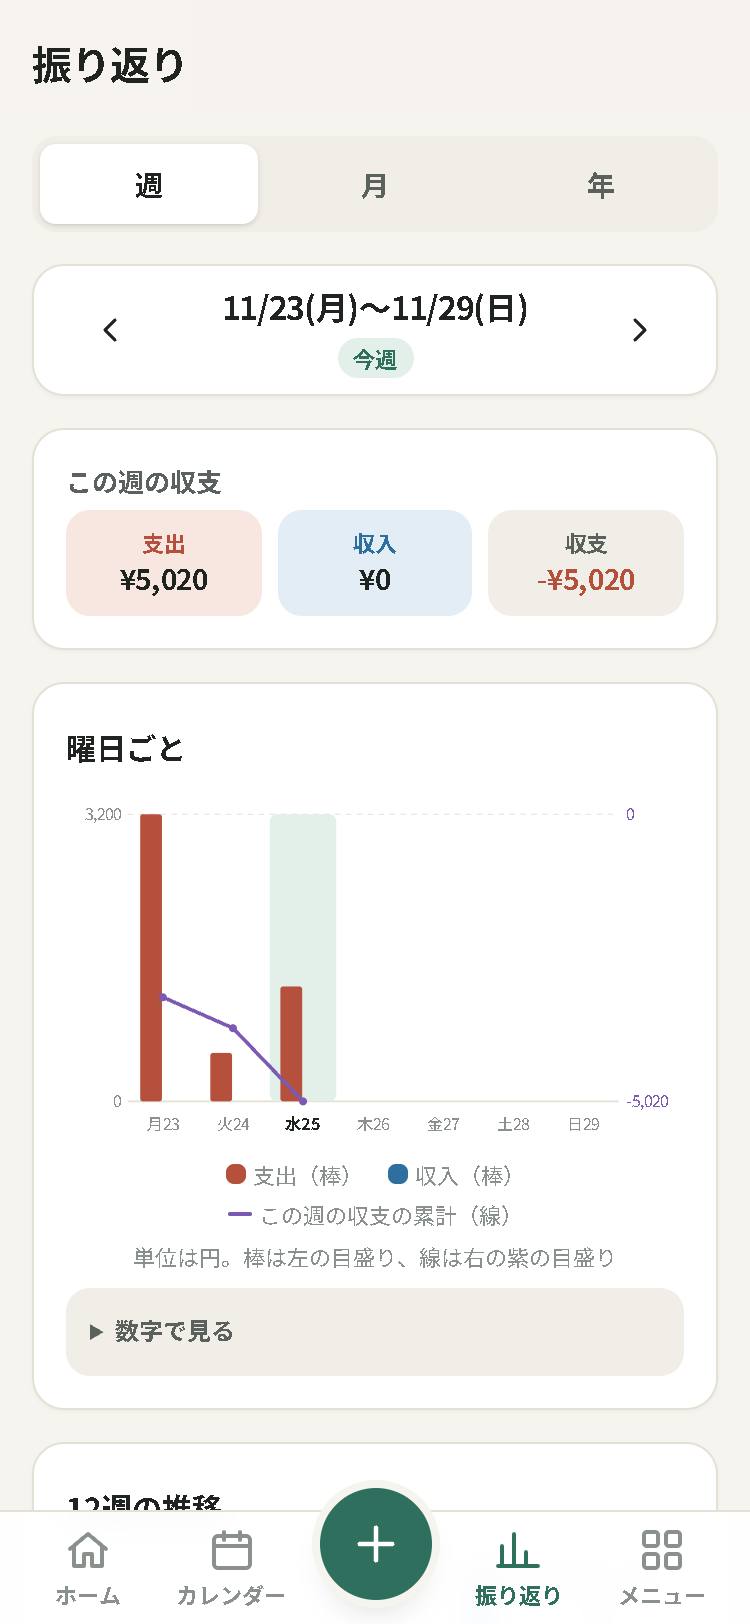 振り返り
週 月 年
11/23(月)〜11/29(日)
今週
この週の収支
支出 収入 収支
¥5,020 ¥0 -¥5,020
曜日ごと
3,200 0
0 -5,020
月23 火24 水25 木26 金27 土28 日29
支出（棒） 収入（棒）
この週の収支の累計（線）
単位は円。棒は左の目盛り、線は右の紫の目盛り
▶ 数字で見る
12週の推移
ホーム カレンダー 振り返り メニュー